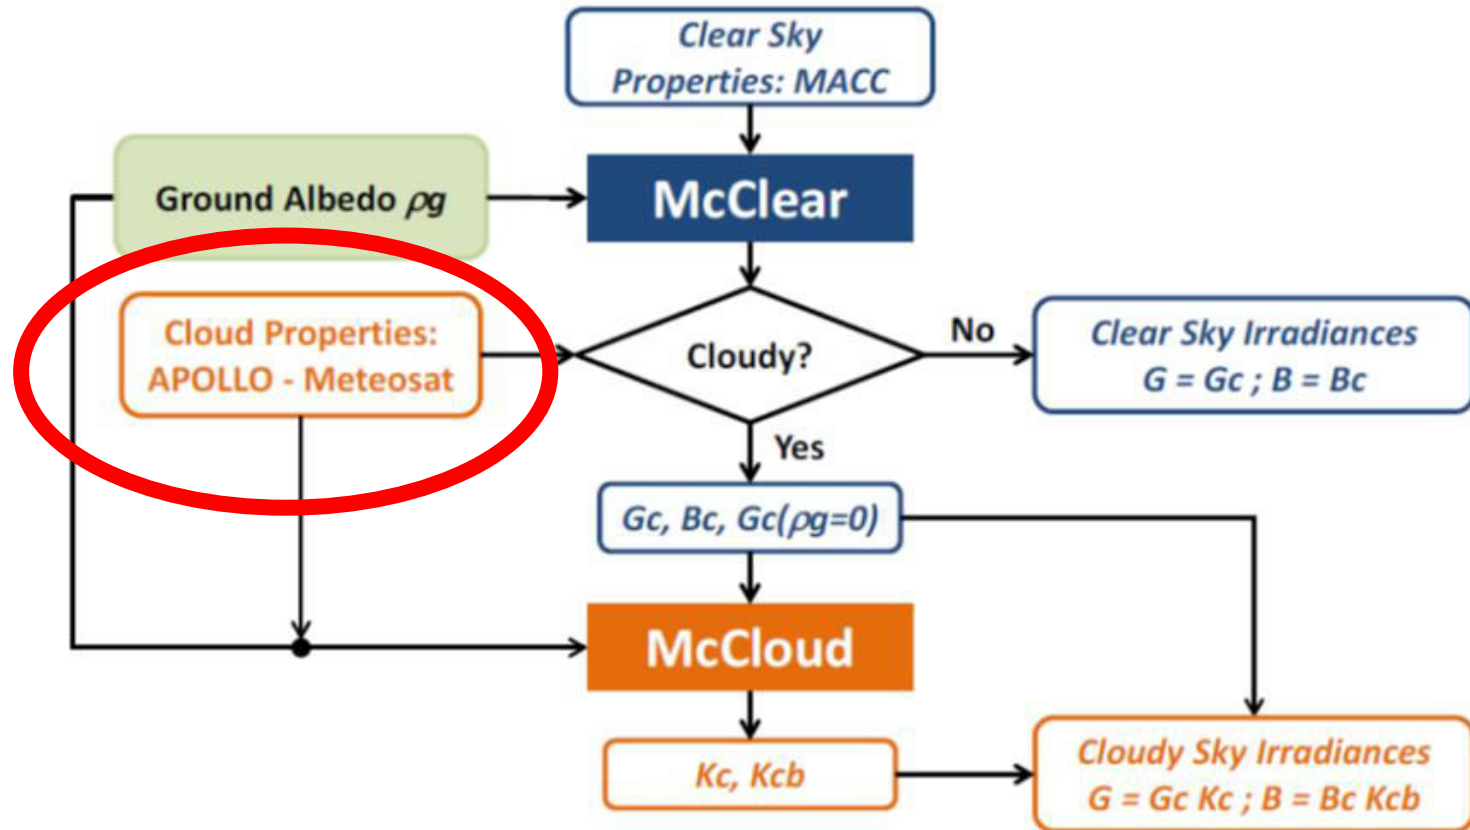 Clear Sky
Properties: MACC
Ground Albedo ρg
McClear
Cloud Properties:
APOLLO - Meteosat
Cloudy?
No
Clear Sky Irradiances
G = Gc ; B = Bc
Yes
Gc, Bc, Gc(ρg=0)
McCloud
Kc, Kcb
Cloudy Sky Irradiances
G = Gc Kc ; B = Bc Kcb